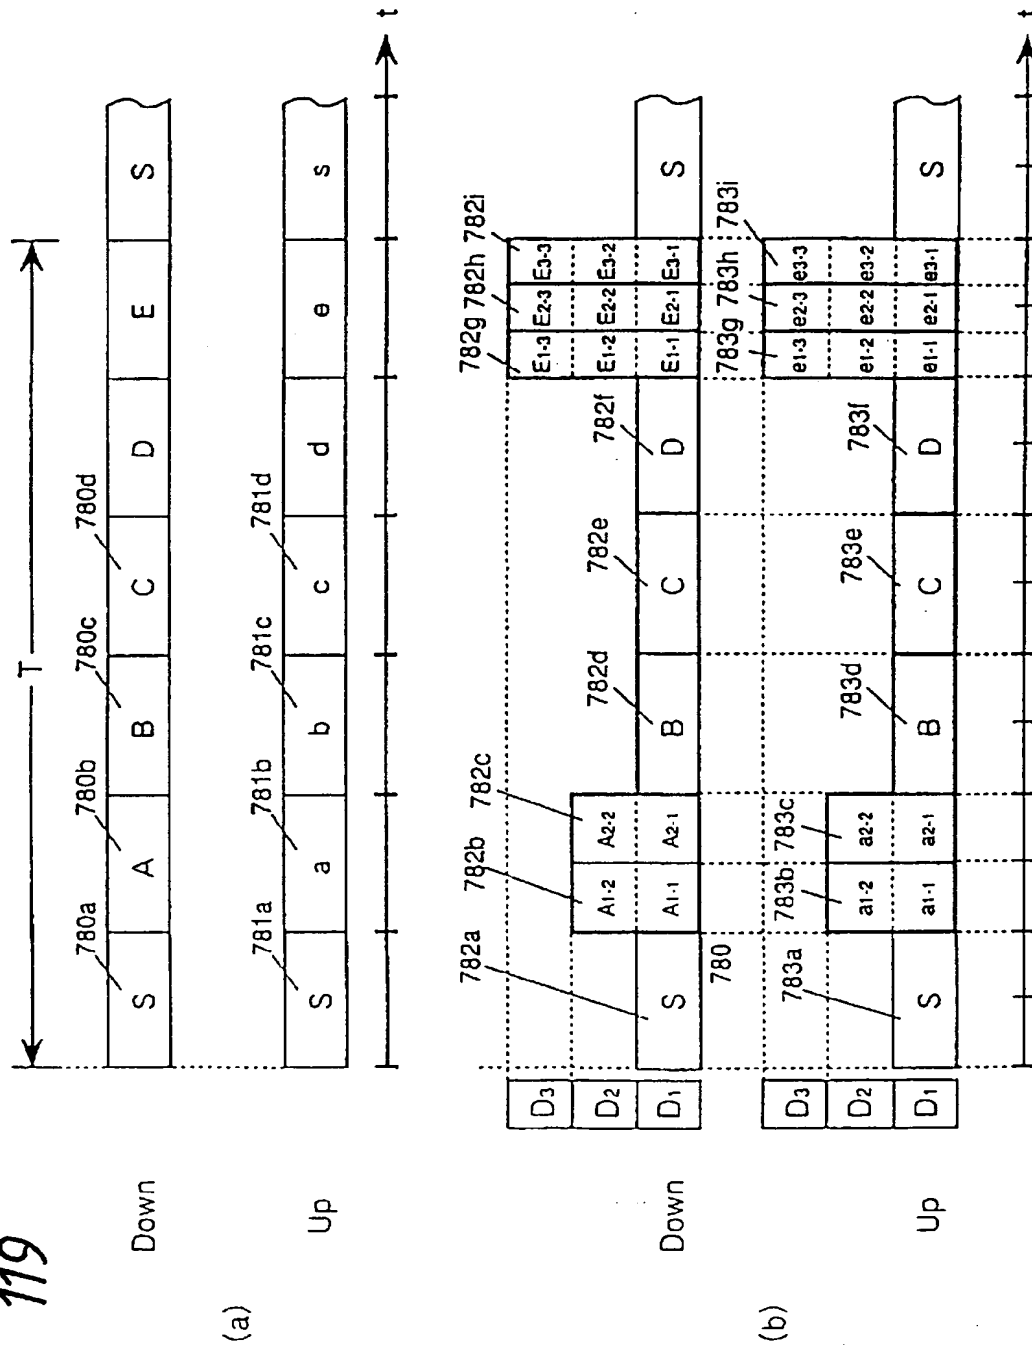 119
(a)
T
Down
780a 780b 780c 780d
S A B C D E S
Up
781a 781b 781c 781d
S a b c d e s
t
(b)
Down
D3
D2
D1
782a 782b 782c 782d 782e 782f 782g 782h 782i
E1-3 E2-3 E3-3
A1-2 A2-2 E1-2 E2-2 E3-2
S A1-1 A2-1 B C D E1-1 E2-1 E3-1 S
780
Up
D3
D2
D1
783a 783b 783c 783d 783e 783f 783g 783h 783i
e1-3 e2-3 e3-3
a1-2 a2-2 e1-2 e2-2 e3-2
S a1-1 a2-1 B C D e1-1 e2-1 e3-1 S
t